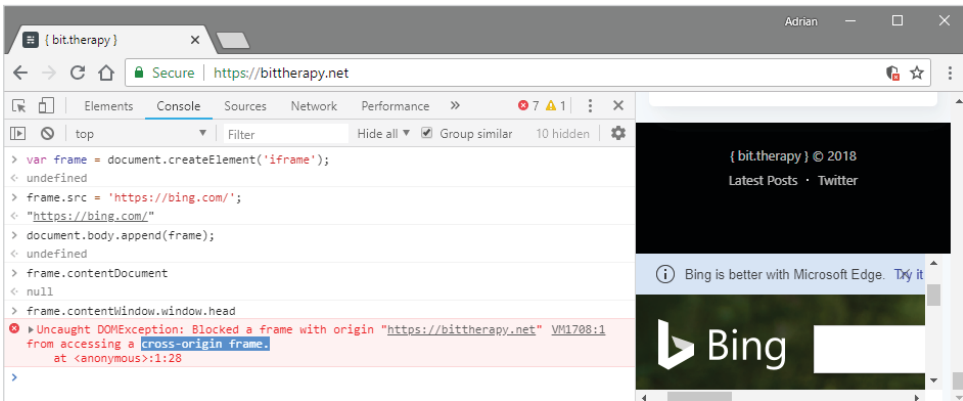 Adrian
{ bit.therapy }
Secure https://bittherapy.net
Elements Console Sources Network Performance » 7 1
top Filter Hide all ▼ Group similar 10 hidden
> var frame = document.createElement('iframe');
undefined
> frame.src = 'https://bing.com/';
"https://bing.com/"
> document.body.append(frame);
undefined
> frame.contentDocument
null
> frame.contentWindow.window.head
Uncaught DOMException: Blocked a frame with origin "https://bittherapy.net" VM1708:1
from accessing a cross-origin frame.
at <anonymous>:1:28
>
{ bit.therapy } © 2018
Latest Posts · Twitter
Bing is better with Microsoft Edge. Try it
Bing